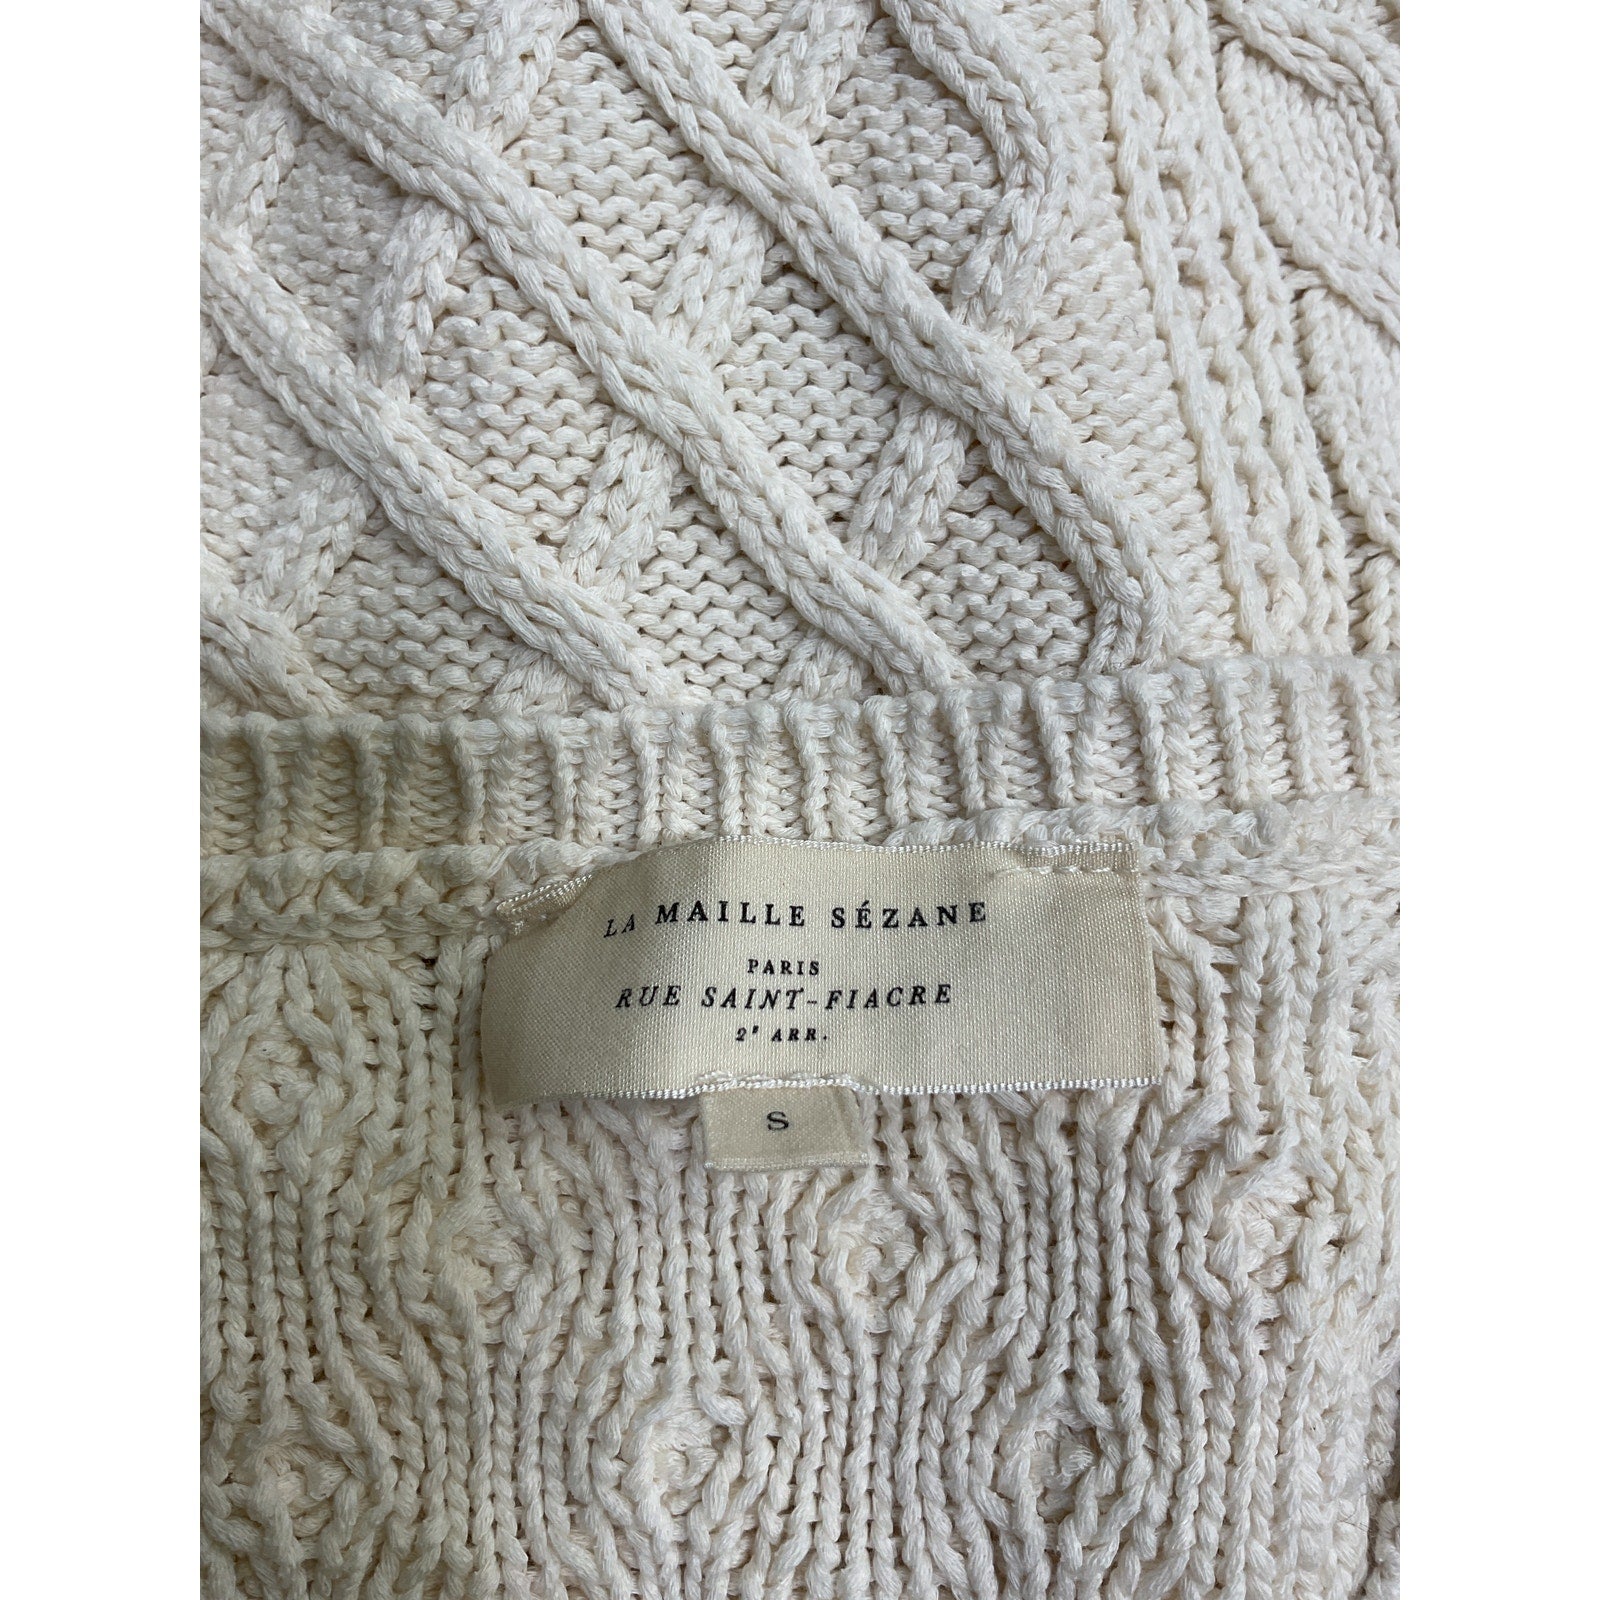 LA MAILLE SÉZANE
PARIS
RUE SAINT-FIACRE
2e ARR.
S